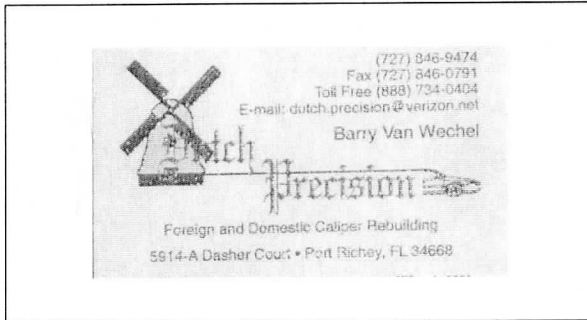 (727) 846-9474
Fax (727) 846-0791
Toll Free (888) 734-0404
E-mail: dutch.precision@verizon.net
Barry Van Wechel
Dutch
Precision
Foreign and Domestic Caliper Rebuilding
5914-A Dasher Court • Port Richey, FL 34668